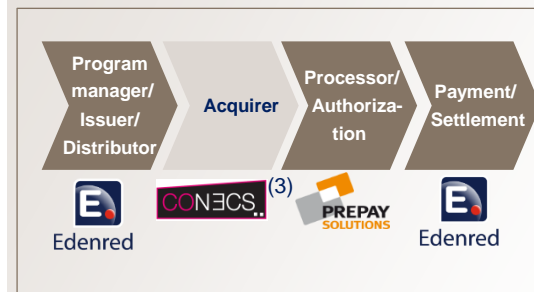 Program
manager/
Issuer/
Distributor
Acquirer
Processor/
Authoriza-
tion
Payment/
Settlement
E.
Edenred
CONECS..
(3)
PREPAY
SOLUTIONS
E.
Edenred